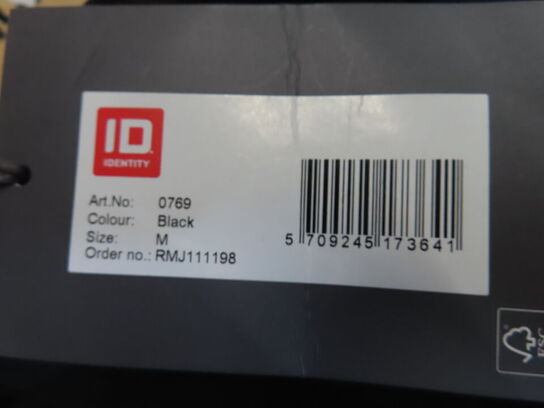 ID
IDENTITY
Art.No: 0769
Colour: Black
Size: M
Order no.: RMJ111198
5 709245 173641
FSC